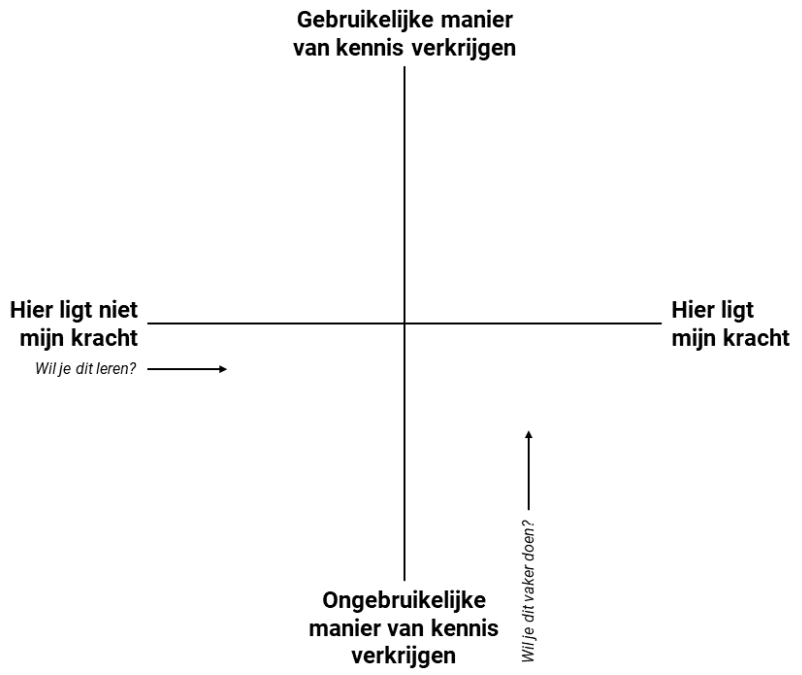 Gebruikelijke manier
van kennis verkrijgen
Hier ligt niet
mijn kracht
Wil je dit leren?
Hier ligt
mijn kracht
Wil je dit vaker doen?
Ongebruikelijke
manier van kennis
verkrijgen